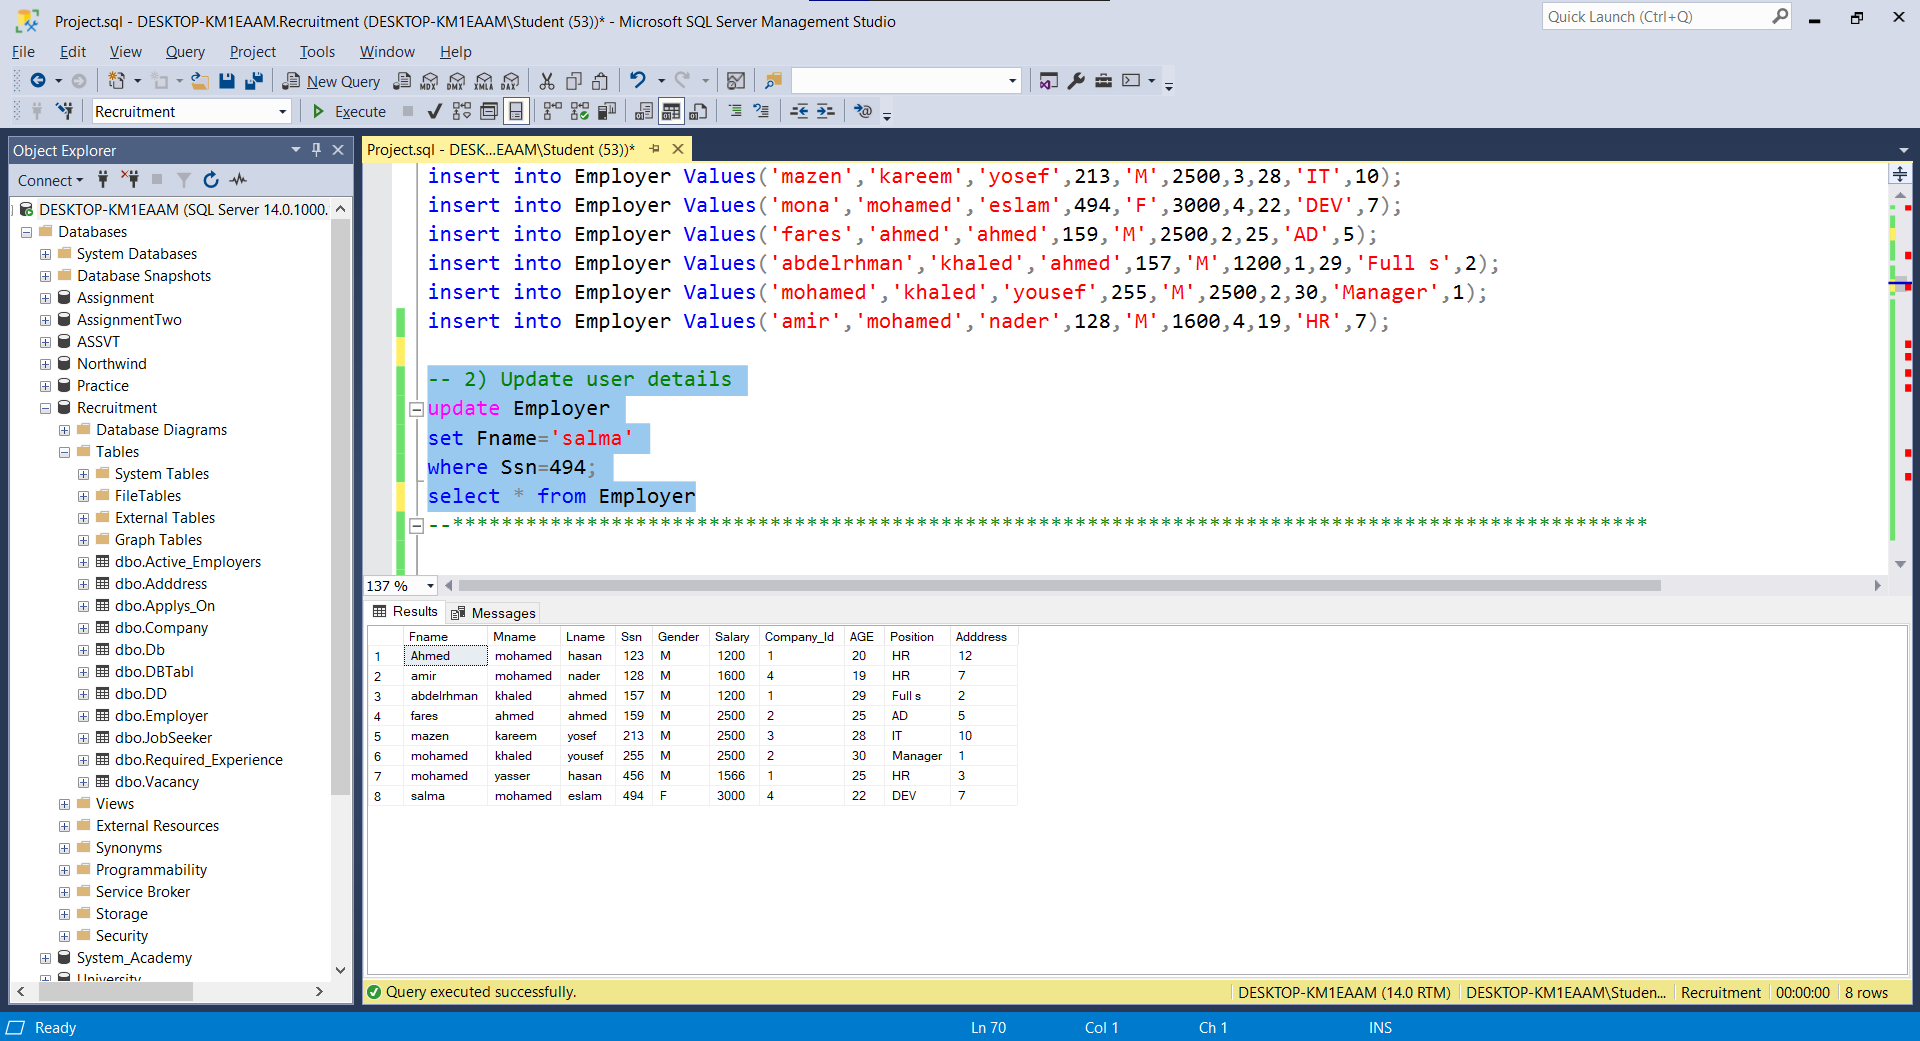 Project.sql - DESKTOP-KM1EAAM.Recruitment (DESKTOP-KM1EAAM\Student (53))* - Microsoft SQL Server Management Studio
Quick Launch (Ctrl+Q)
File Edit View Query Project Tools Window Help
New Query MDX DMX XMLA DAX
Recruitment Execute
Object Explorer
Connect
DESKTOP-KM1EAAM (SQL Server 14.0.1000.
Databases
System Databases
Database Snapshots
Assignment
AssignmentTwo
ASSVT
Northwind
Practice
Recruitment
Database Diagrams
Tables
System Tables
FileTables
External Tables
Graph Tables
dbo.Active_Employers
dbo.Adddress
dbo.Applys_On
dbo.Company
dbo.Db
dbo.DBTabl
dbo.DD
dbo.Employer
dbo.JobSeeker
dbo.Required_Experience
dbo.Vacancy
Views
External Resources
Synonyms
Programmability
Service Broker
Storage
Security
System_Academy
University
Project.sql - DESK...EAAM\Student (53))*
insert into Employer Values('mazen','kareem','yosef',213,'M',2500,3,28,'IT',10);
insert into Employer Values('mona','mohamed','eslam',494,'F',3000,4,22,'DEV',7);
insert into Employer Values('fares','ahmed','ahmed',159,'M',2500,2,25,'AD',5);
insert into Employer Values('abdelrhman','khaled','ahmed',157,'M',1200,1,29,'Full s',2);
insert into Employer Values('mohamed','khaled','yousef',255,'M',2500,2,30,'Manager',1);
insert into Employer Values('amir','mohamed','nader',128,'M',1600,4,19,'HR',7);
-- 2) Update user details
update Employer
set Fname='salma'
where Ssn=494;
select * from Employer
--**************************************************************************************************
137 %
Results Messages
Fname Mname Lname Ssn Gender Salary Company_Id AGE Position Adddress
1 Ahmed mohamed hasan 123 M 1200 1 20 HR 12
2 amir mohamed nader 128 M 1600 4 19 HR 7
3 abdelrhman khaled ahmed 157 M 1200 1 29 Full s 2
4 fares ahmed ahmed 159 M 2500 2 25 AD 5
5 mazen kareem yosef 213 M 2500 3 28 IT 10
6 mohamed khaled yousef 255 M 2500 2 30 Manager 1
7 mohamed yasser hasan 456 M 1566 1 25 HR 3
8 salma mohamed eslam 494 F 3000 4 22 DEV 7
Query executed successfully. DESKTOP-KM1EAAM (14.0 RTM) DESKTOP-KM1EAAM\Studen... Recruitment 00:00:00 8 rows
Ready Ln 70 Col 1 Ch 1 INS